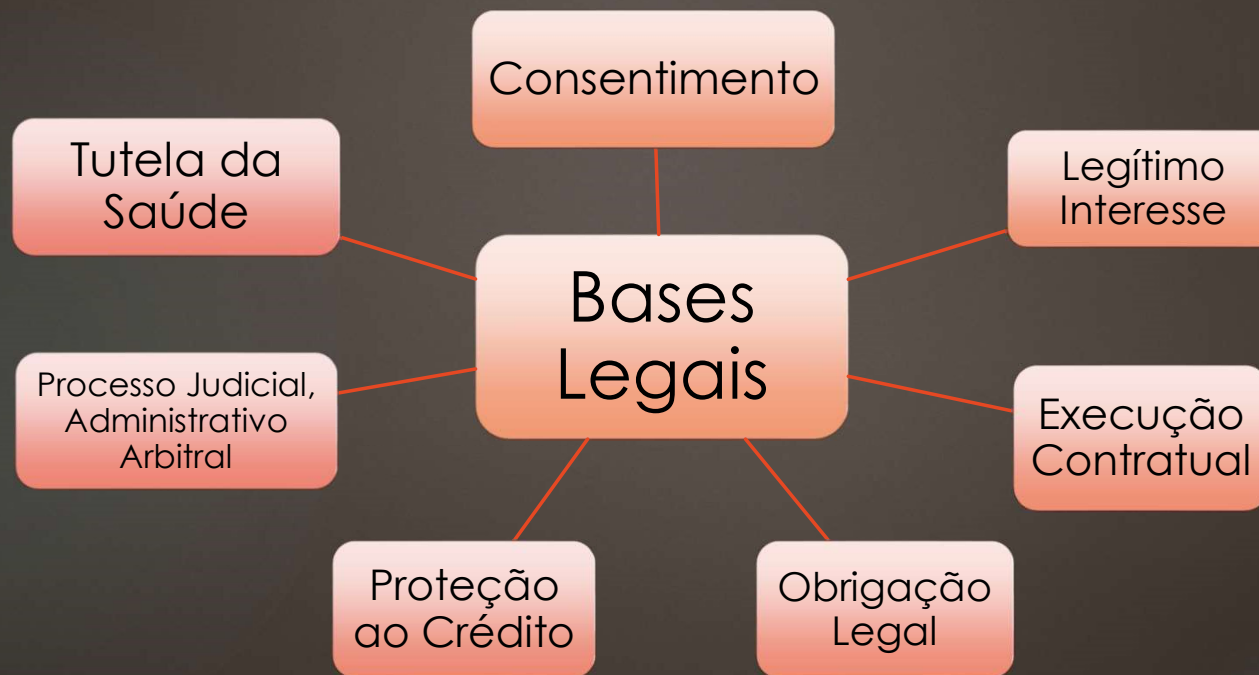 Consentimento
Tutela da
Saúde
Legítimo
Interesse
Bases
Legais
Processo Judicial,
Administrativo
Arbitral
Execução
Contratual
Proteção
ao Crédito
Obrigação
Legal